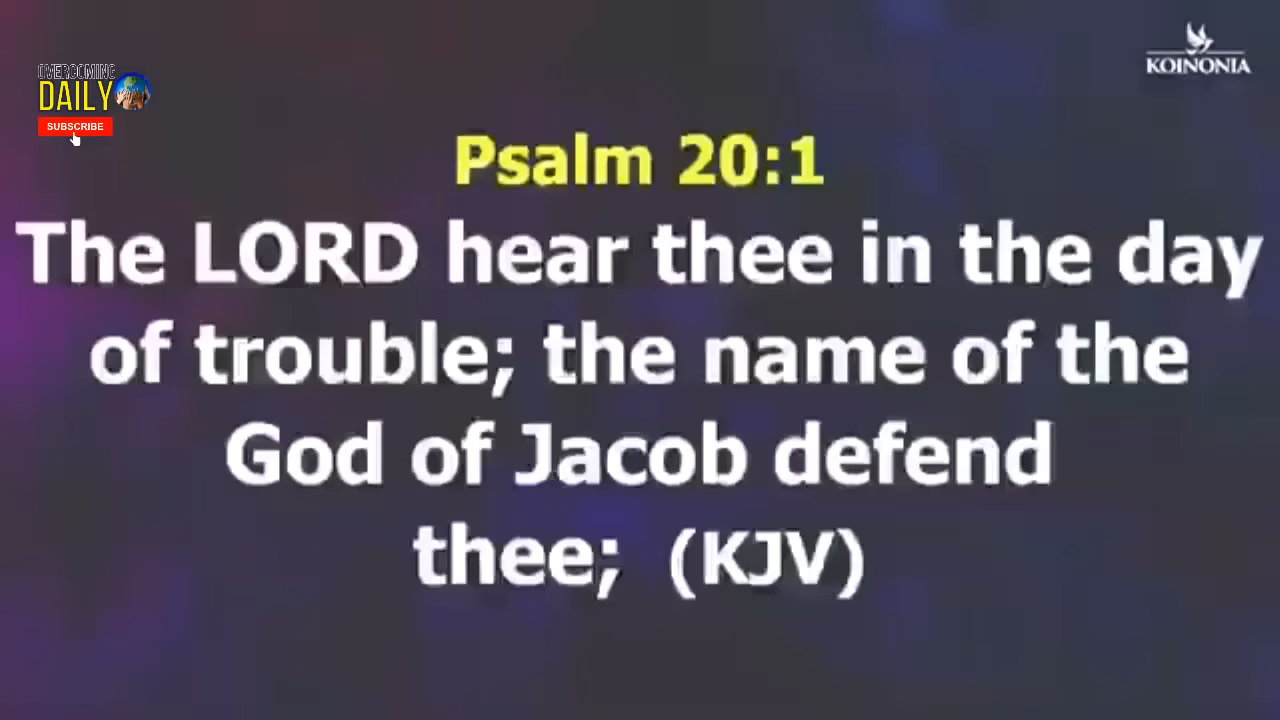 OVERCOMING
DAILY
SUBSCRIBE
KOINONIA
Psalm 20:1
The LORD hear thee in the day
of trouble; the name of the
God of Jacob defend
thee; (KJV)